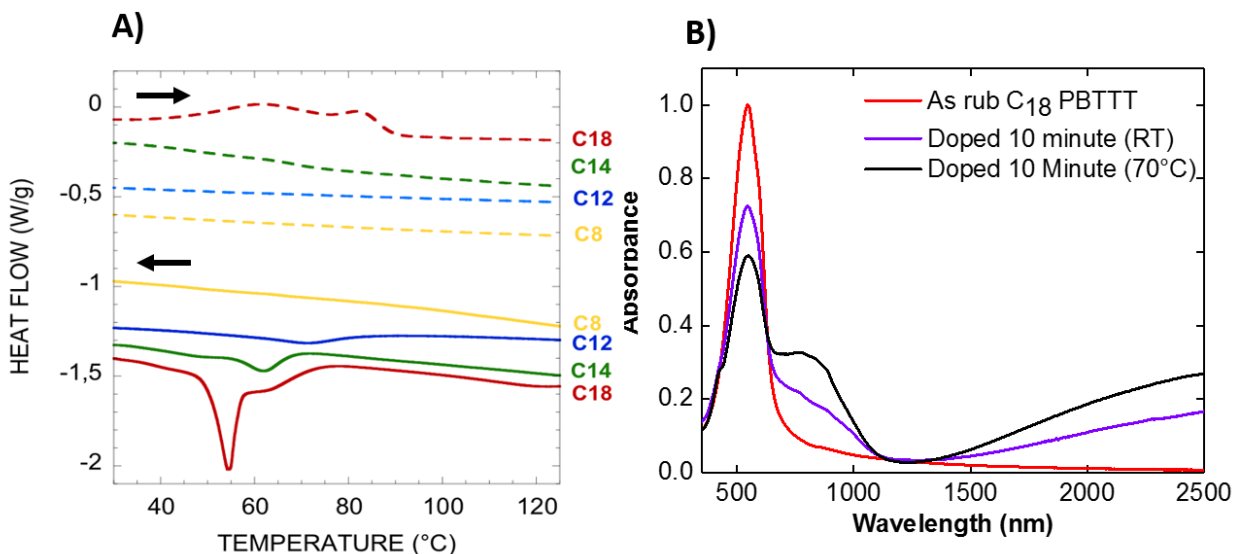 A)
HEAT FLOW (W/g)
0
-0,5
-1
-1,5
-2
C18
C14
C12
C8
C8
C12
C14
C18
40 60 80 100 120
TEMPERATURE (°C)
B)
Absorbance
1.0
0.8
0.6
0.4
0.2
0.0
As rub C18 PBTTT
Doped 10 minute (RT)
Doped 10 Minute (70°C)
500 1000 1500 2000 2500
Wavelength (nm)